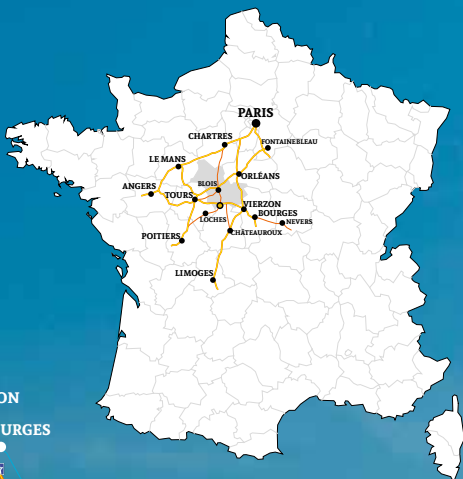 PARIS
CHARTRES
FONTAINEBLEAU
LE MANS
ORLÉANS
BLOIS
ANGERS
TOURS
VIERZON
BOURGES
LOCHES
NEVERS
CHÂTEAUROUX
POITIERS
LIMOGES
ON
URGES